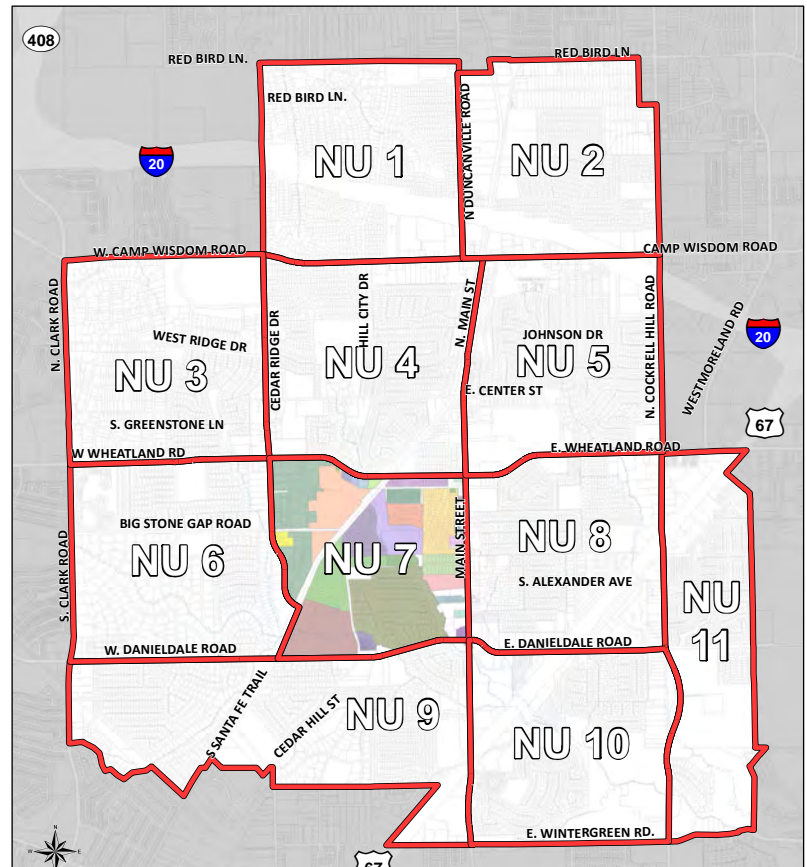 408
RED BIRD LN.
RED BIRD LN
RED BIRD LN.
N DUNCANVILLE ROAD
20
NU 1
NU 2
W. CAMP WISDOM ROAD
CAMP WISDOM ROAD
N. CLARK ROAD
CEDAR RIDGE DR
HILL CITY DR
N. MAIN ST
N. COCKRELL HILL ROAD
WESTMORELAND RD
20
WEST RIDGE DR
JOHNSON DR
NU 3
NU 4
NU 5
E. CENTER ST
S. GREENSTONE LN
67
W WHEATLAND RD
E. WHEATLAND ROAD
S. CLARK ROAD
BIG STONE GAP ROAD
MAIN STREET
NU 6
NU 7
NU 8
S. ALEXANDER AVE
NU
11
W. DANIELDALE ROAD
E. DANIELDALE ROAD
S SANTA FE TRAIL
CEDAR HILL ST
NU 9
NU 10
E. WINTERGREEN RD.
N
W
E
67